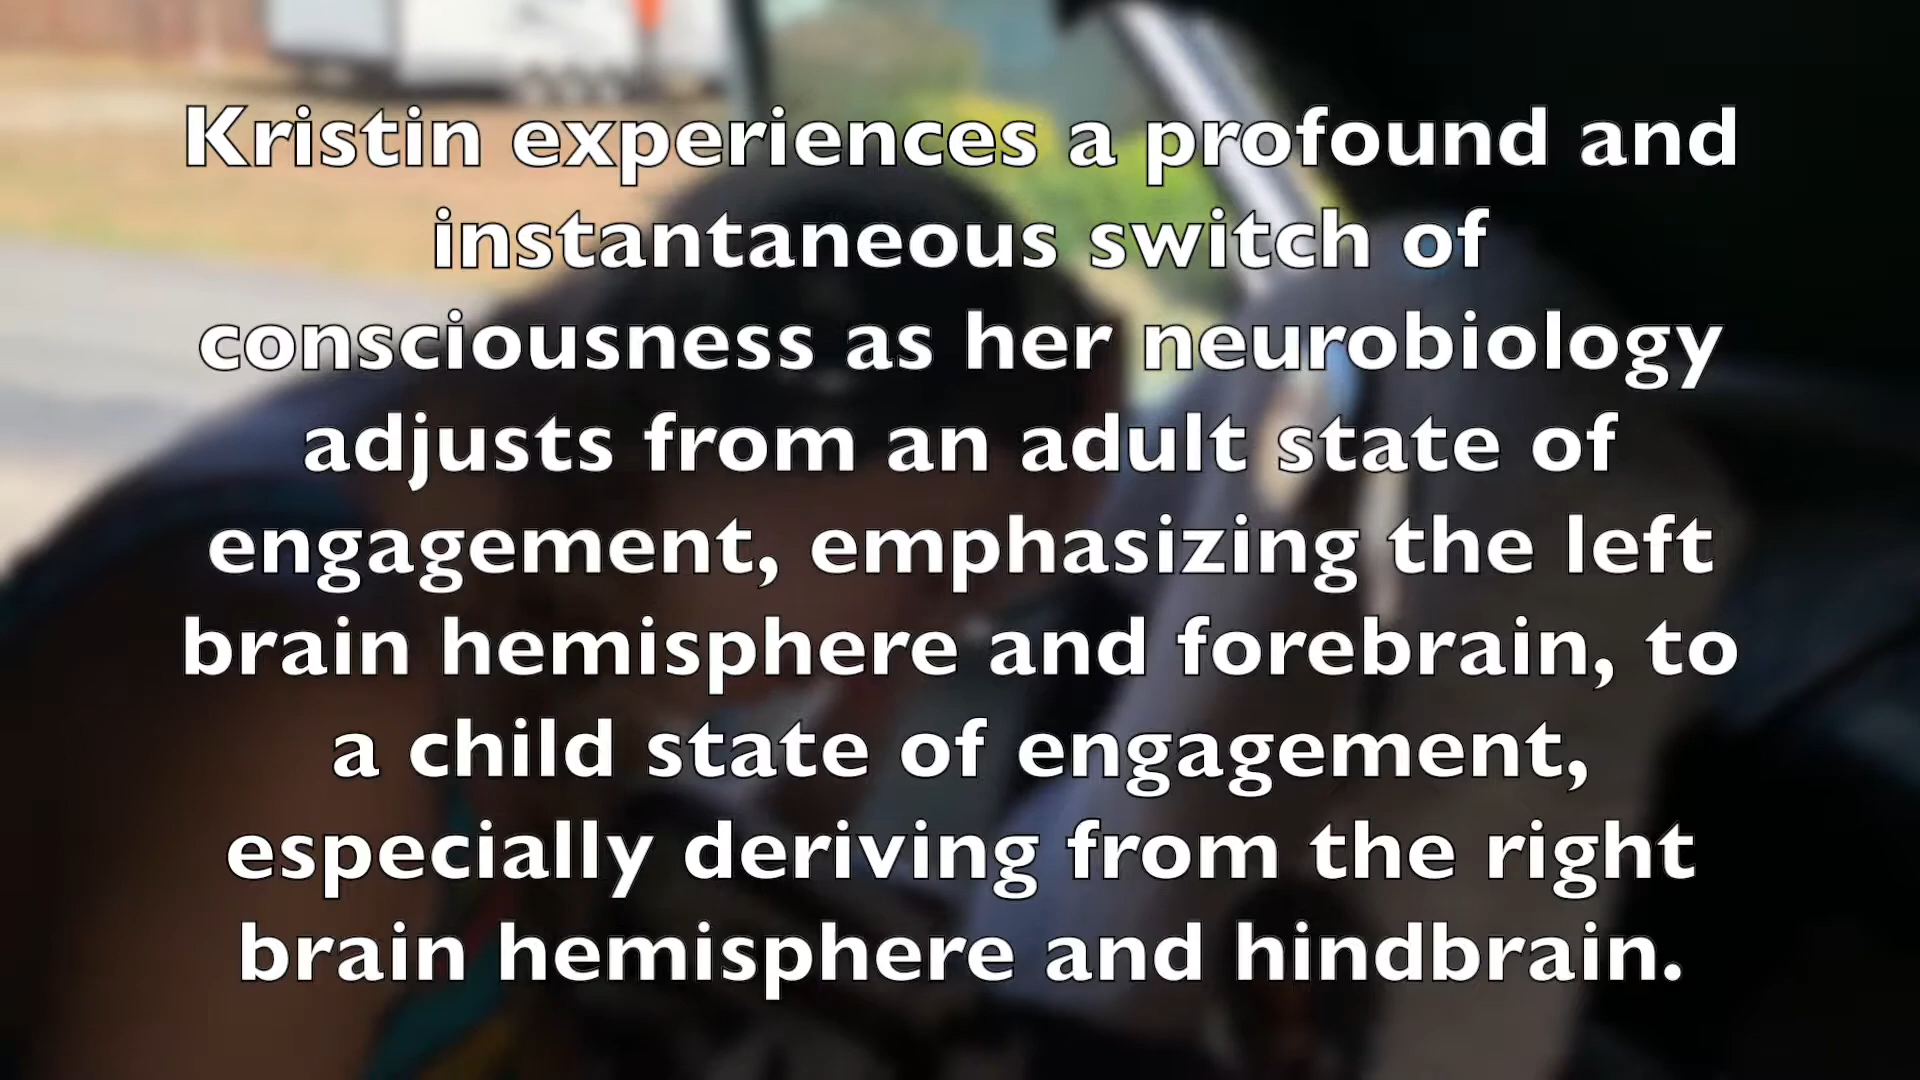 Kristin experiences a profound and
instantaneous switch of
consciousness as her neurobiology
adjusts from an adult state of
engagement, emphasizing the left
brain hemisphere and forebrain, to
a child state of engagement,
especially deriving from the right
brain hemisphere and hindbrain.